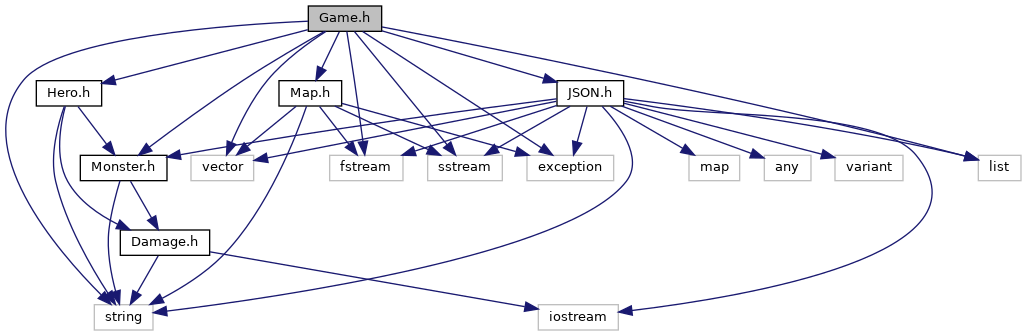 Game.h
Hero.h
Map.h
JSON.h
Monster.h
vector
fstream
sstream
exception
map
any
variant
list
Damage.h
string
iostream